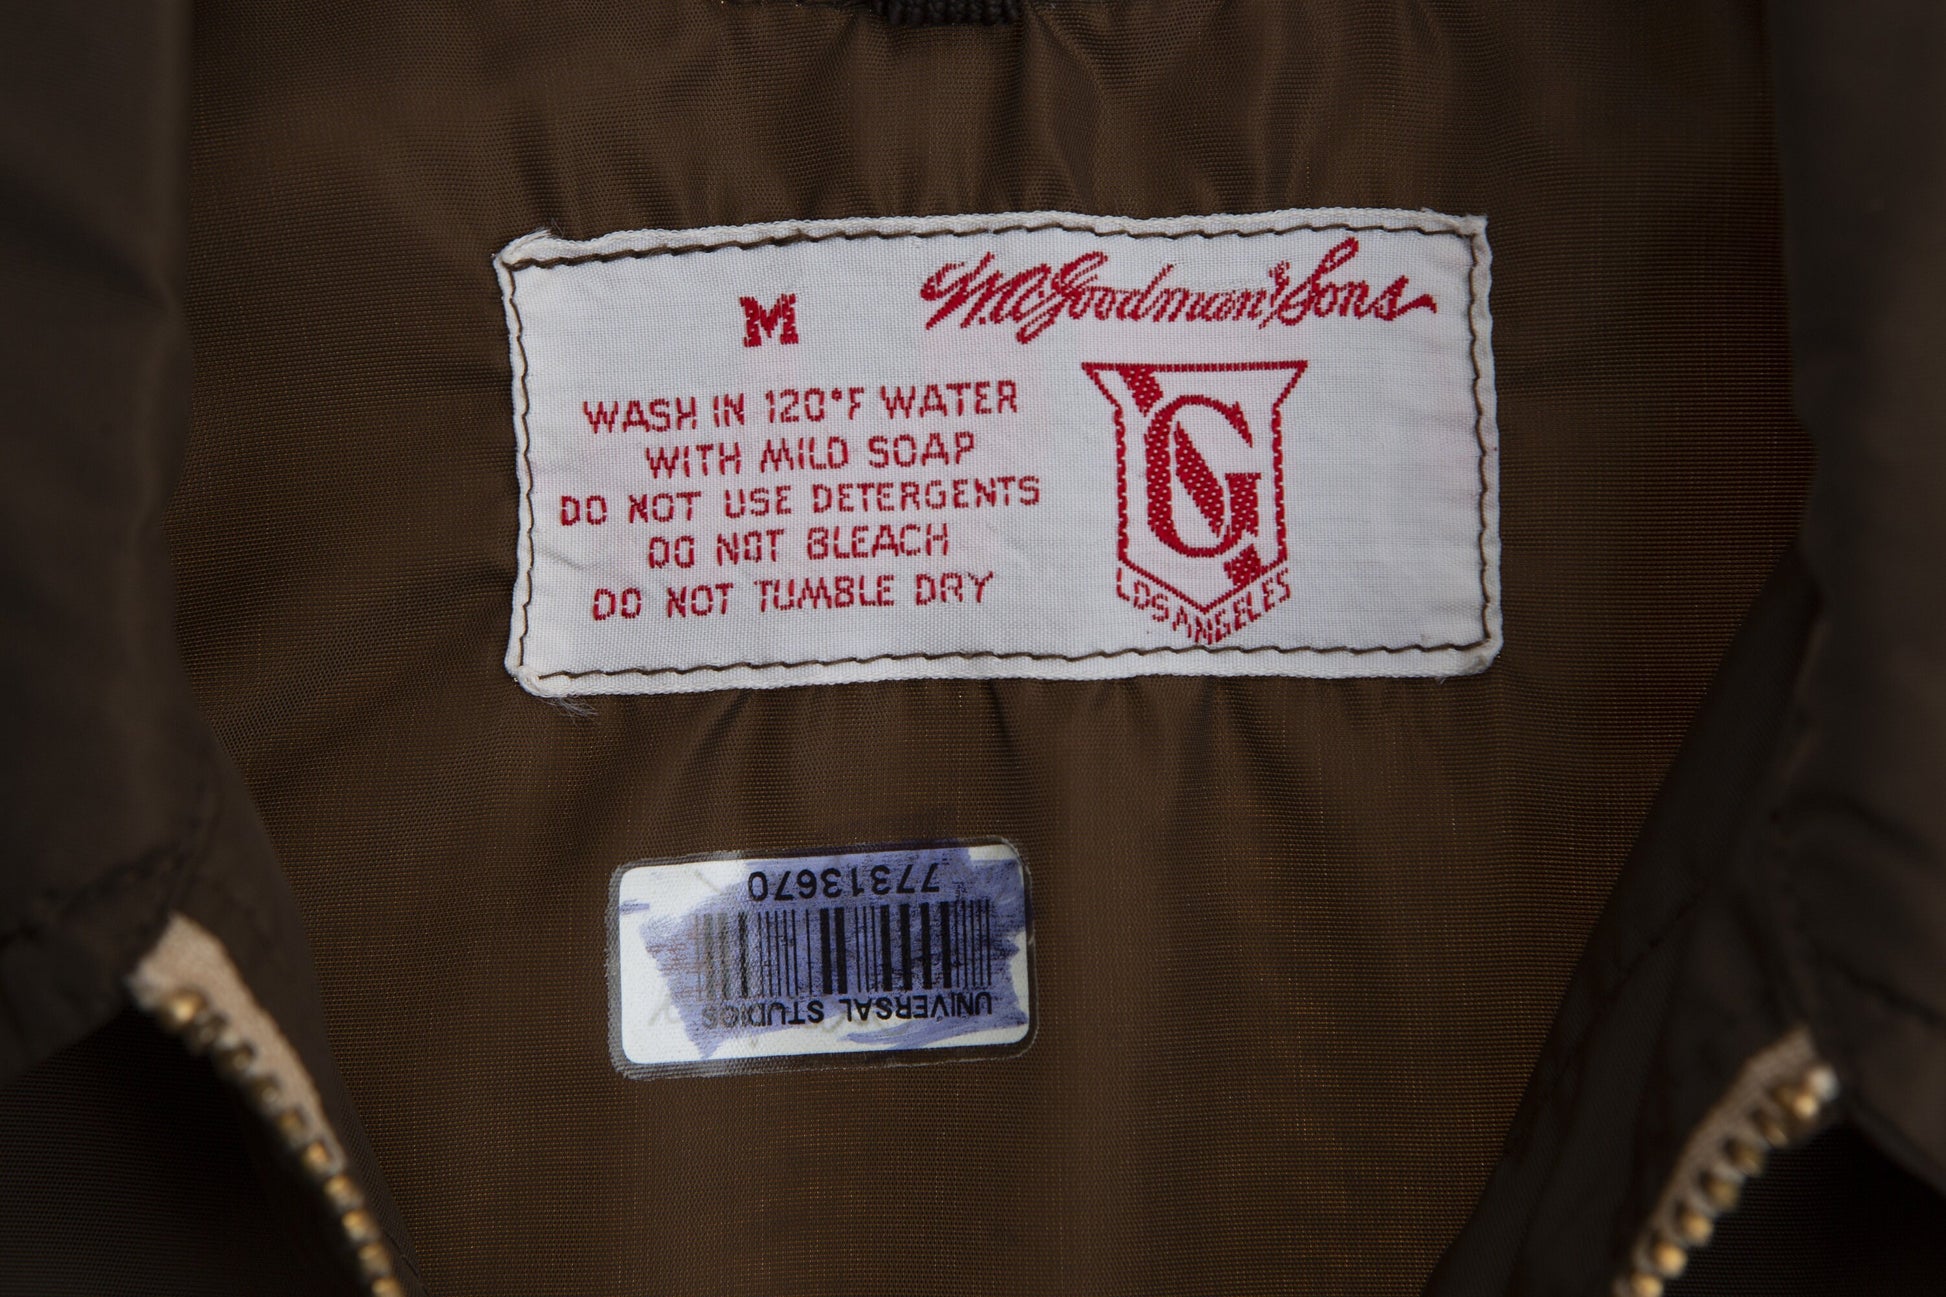 M
W.A. Goodman & Sons
WASH IN 120°F WATER
WITH MILD SOAP
DO NOT USE DETERGENTS
DO NOT BLEACH
DO NOT TUMBLE DRY
G
LOS ANGELES
UNIVERSAL STUDIOS
77313670